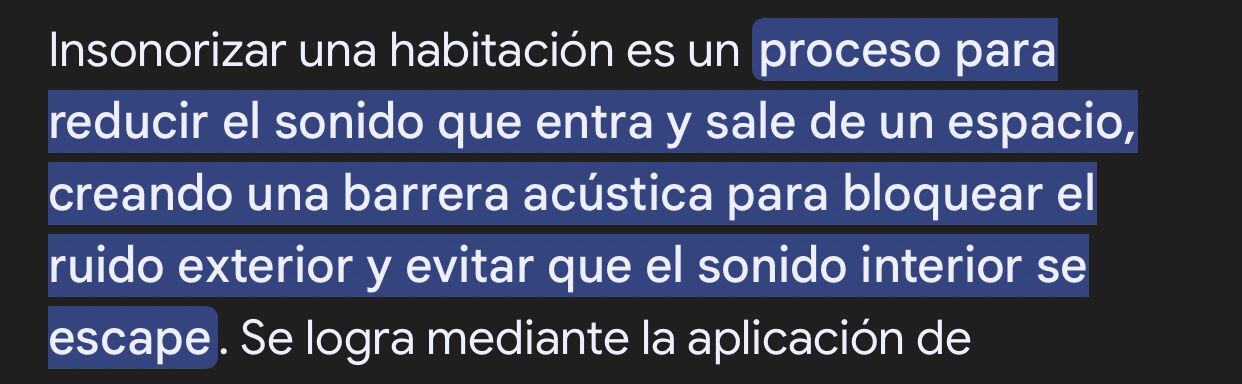 Insonorizar una habitación es un proceso para
reducir el sonido que entra y sale de un espacio,
creando una barrera acústica para bloquear el
ruido exterior y evitar que el sonido interior se
escape. Se logra mediante la aplicación de